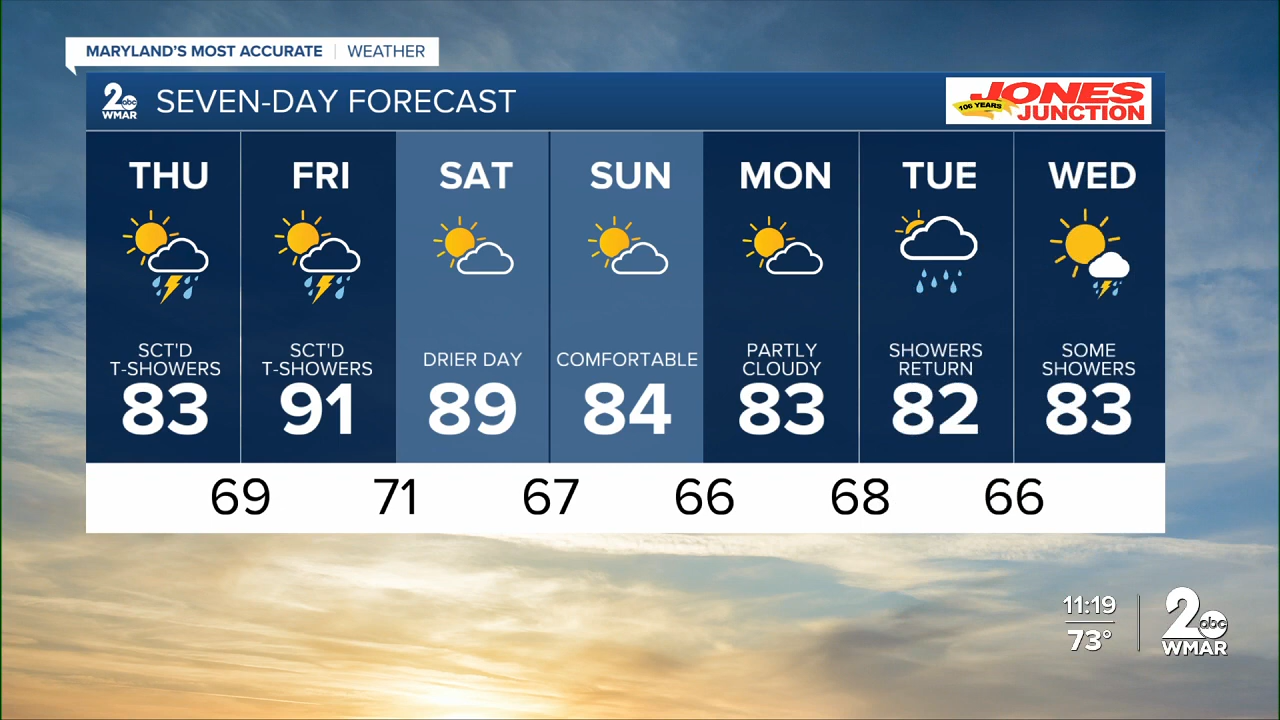 MARYLAND'S MOST ACCURATE | WEATHER
2 abc WMAR
SEVEN-DAY FORECAST
JONES
106 YEARS
JUNCTION
THU FRI SAT SUN MON TUE WED
SCT'D
T-SHOWERS
83
SCT'D
T-SHOWERS
91
DRIER DAY
89
COMFORTABLE
84
PARTLY
CLOUDY
83
SHOWERS
RETURN
82
SOME
SHOWERS
83
69 71 67 66 68 66
11:19
73°
2 abc
WMAR